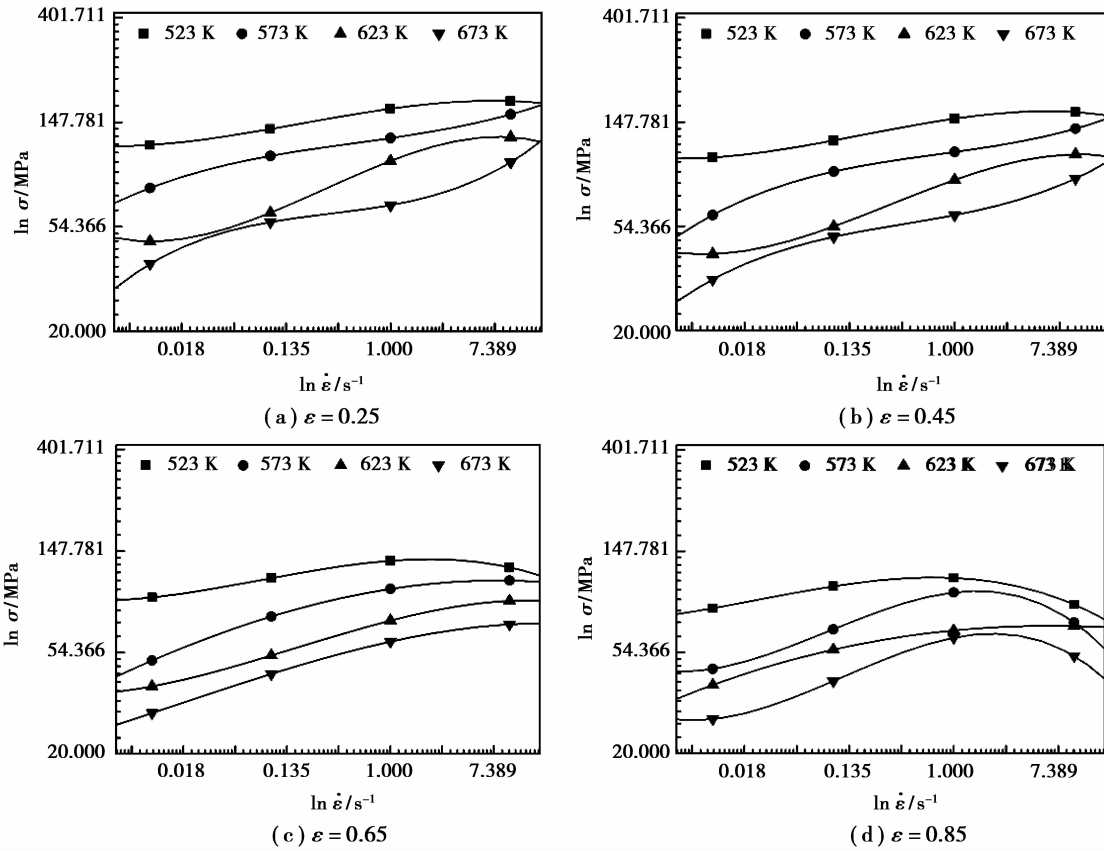 401.711
147.781
54.366
20.000
ln σ/MPa
523 K 573 K 623 K 673 K
0.018 0.135 1.000 7.389
ln ε̇/s⁻¹
(a) ε=0.25
401.711
147.781
54.366
20.000
ln σ/MPa
523 K 573 K 623 K 673 K
0.018 0.135 1.000 7.389
ln ε̇/s⁻¹
(b) ε=0.45
401.711
147.781
54.366
20.000
ln σ/MPa
523 K 573 K 623 K 673 K
0.018 0.135 1.000 7.389
ln ε̇/s⁻¹
(c) ε=0.65
401.711
147.781
54.366
20.000
ln σ/MPa
523 K 573 K 623 K 673 K
0.018 0.135 1.000 7.389
ln ε̇/s⁻¹
(d) ε=0.85